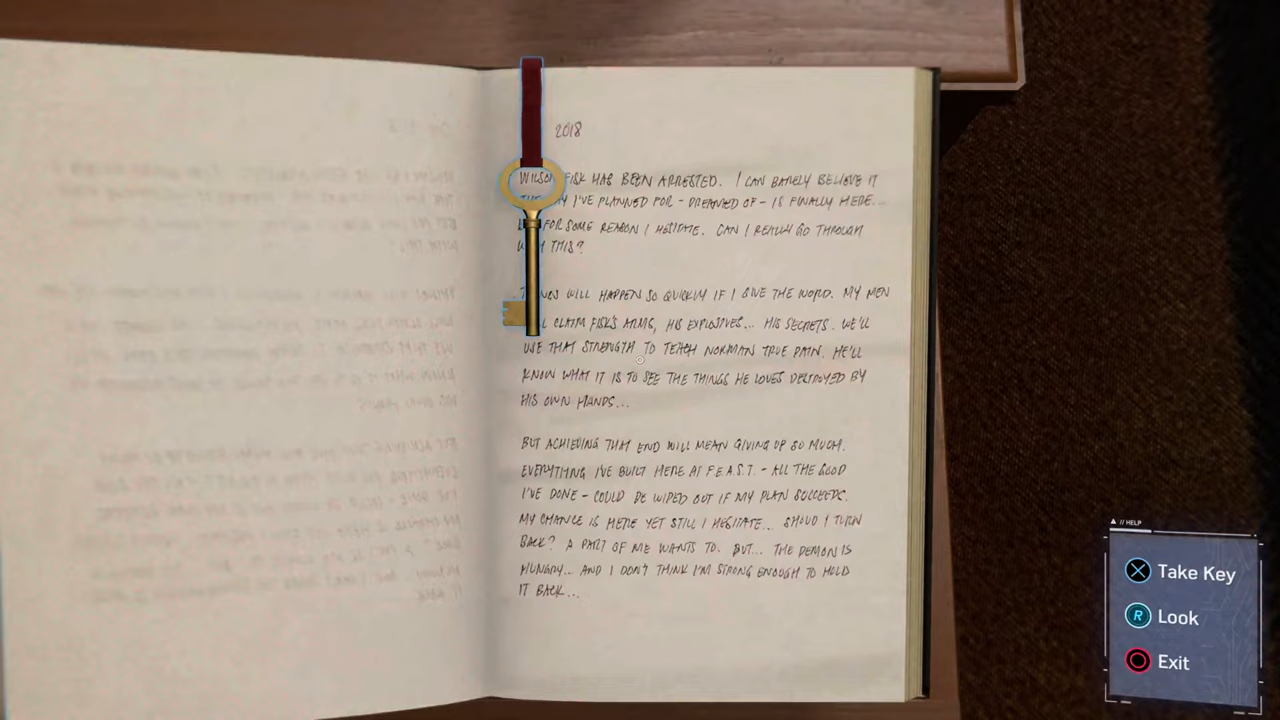 2018
WILSON FISK HAS BEEN ARRESTED. I CAN BARELY BELIEVE IT
I'VE PLANNED FOR - DREAMED OF - IS FINALLY HERE...
FOR SOME REASON I HESITATE. CAN I REALLY GO THROUGH
THIS?
THINGS WILL HAPPEN SO QUICKLY IF I GIVE THE WORD. MY MEN
CLAIM FISK'S ARMS, HIS EXPLOSIVES... HIS SECRETS. WE'LL
USE THAT STRENGTH TO TEACH NORMAN TRUE PAIN. HE'LL
KNOW WHAT IT IS TO SEE THE THINGS HE LOVES DESTROYED BY
HIS OWN HANDS...
BUT ACHIEVING THAT END WILL MEAN GIVING UP SO MUCH.
EVERYTHING I'VE BUILT HERE AT F.E.A.S.T. - ALL THE GOOD
I'VE DONE - COULD BE WIPED OUT IF MY PLAN SUCCEEDS.
MY CHANCE IS HERE YET STILL I HESITATE... SHOULD I TURN
BACK? A PART OF ME WANTS TO. BUT... THE DEMON IS
HUNGRY... AND I DON'T THINK I'M STRONG ENOUGH TO HOLD
IT BACK...
// HELP
Take Key
R Look
Exit